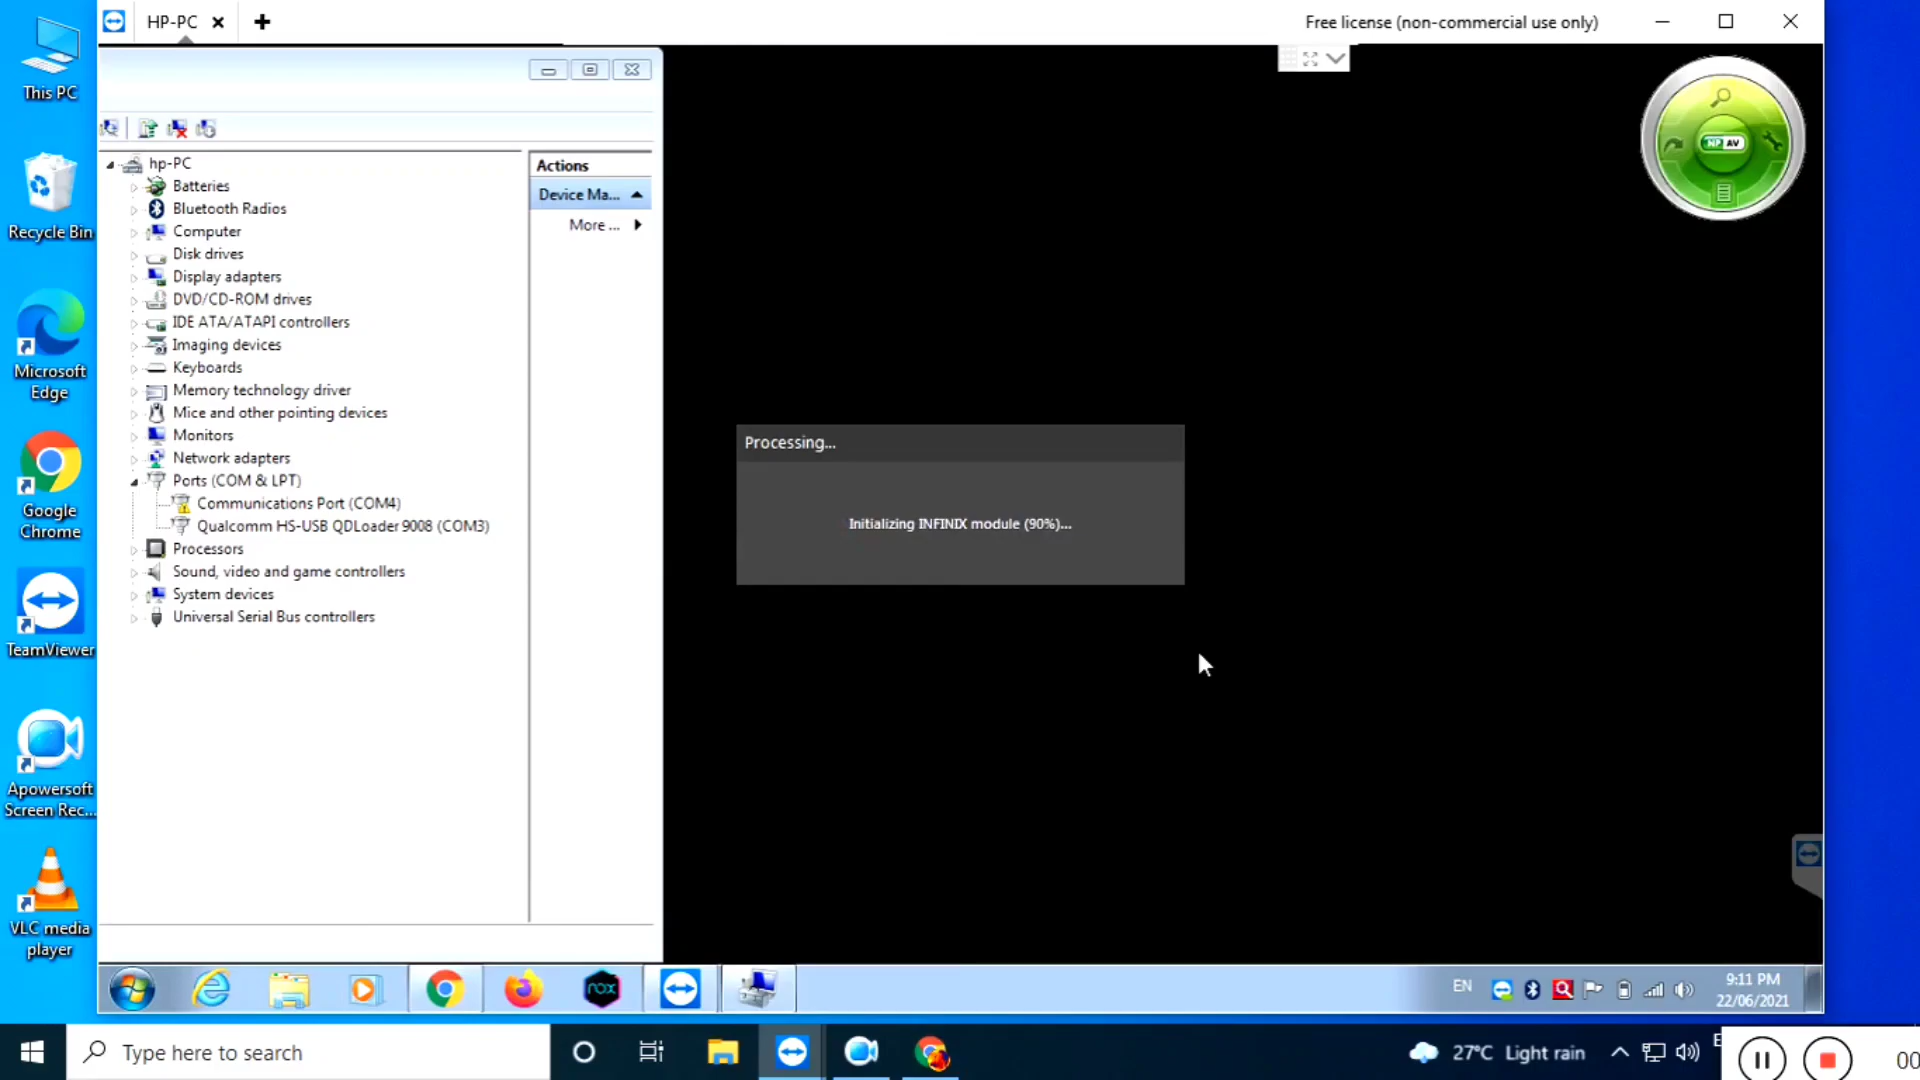 HP-PC
Free license (non-commercial use only)
This PC
Recycle Bin
Microsoft
Edge
Google
Chrome
TeamViewer
Apowersoft
Screen Rec...
VLC media
player
hp-PC
Batteries
Bluetooth Radios
Computer
Disk drives
Display adapters
DVD/CD-ROM drives
IDE ATA/ATAPI controllers
Imaging devices
Keyboards
Memory technology driver
Mice and other pointing devices
Monitors
Network adapters
Ports (COM & LPT)
Communications Port (COM4)
Qualcomm HS-USB QDLoader 9008 (COM3)
Processors
Sound, video and game controllers
System devices
Universal Serial Bus controllers
Actions
Device Ma...
More ...
Processing...
Initializing INFINIX module (90%)...
NP AV
nox
EN
9:11 PM
22/06/2021
Type here to search
27°C Light rain
E
00